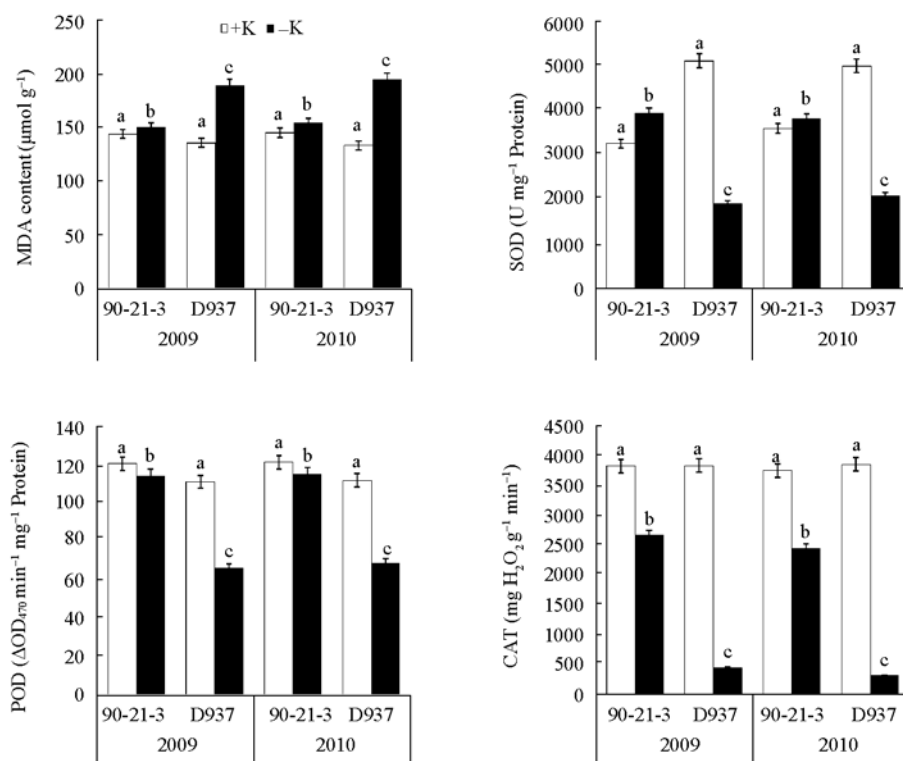 MDA content (μmol g⁻¹)
250
200
150
100
50
0
+K –K
a b a c a b a c
90-21-3 D937 90-21-3 D937
2009 2010
SOD (U mg⁻¹ Protein)
6000
5000
4000
3000
2000
1000
0
a b a c a b a c
90-21-3 D937 90-21-3 D937
2009 2010
POD (ΔOD₄₇₀ min⁻¹ mg⁻¹ Protein)
140
120
100
80
60
40
20
0
a b a c a b a c
90-21-3 D937 90-21-3 D937
2009 2010
CAT (mg H₂O₂ g⁻¹ min⁻¹)
4500
4000
3500
3000
2500
2000
1500
1000
500
0
a b a c a b a c
90-21-3 D937 90-21-3 D937
2009 2010